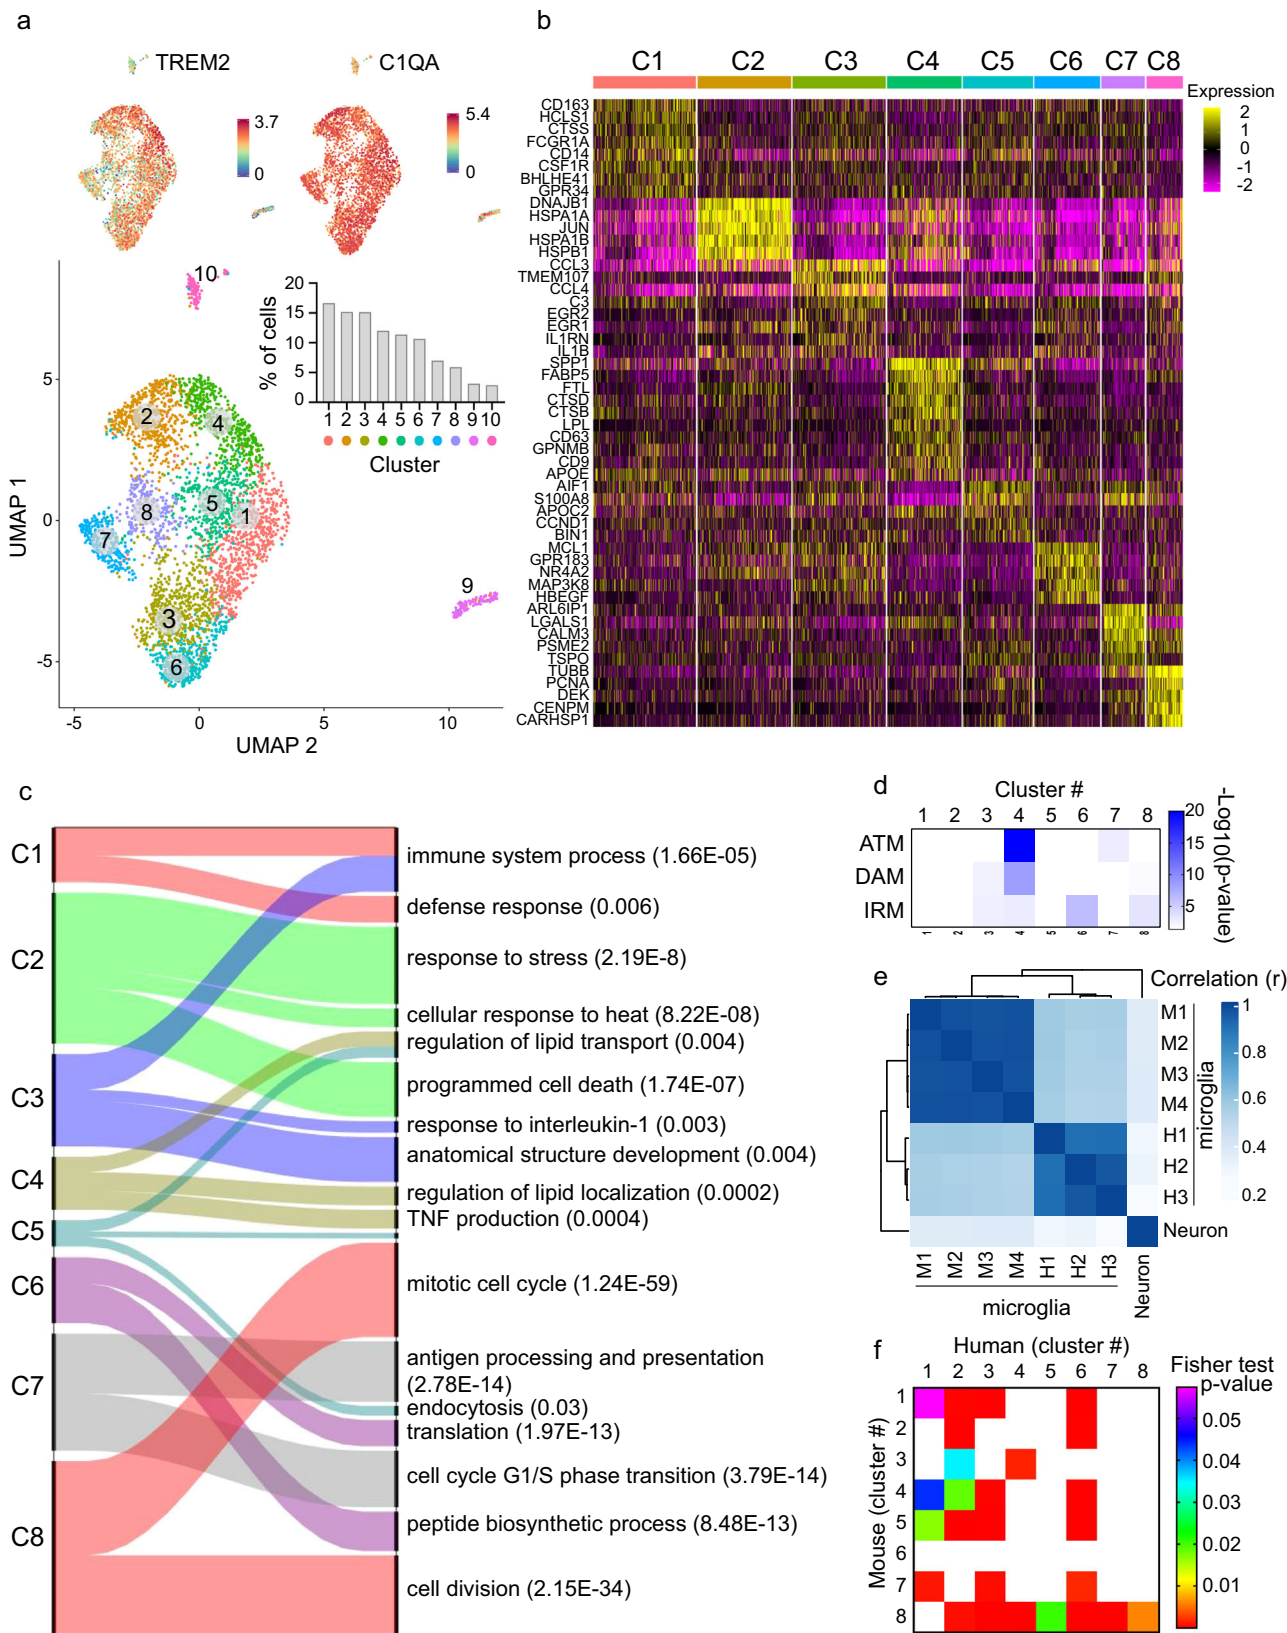 a
TREM2
C1QA
3.7
0
5.4
0
10
20
15
10
5
0
% of cells
1 2 3 4 5 6 7 8 9 10
Cluster
5
0
-5
UMAP 1
2
4
5
1
8
7
3
6
9
-5 0 5 10
UMAP 2
b
C1 C2 C3 C4 C5 C6 C7 C8
Expression
2
1
0
-1
-2
CD163
HCLS1
CTSS
FCGR1A
CD14
CSF1R
BHLHE41
GPR34
DNAJB1
HSPA1A
JUN
HSPA1B
HSPB1
CCL3
TMEM107
CCL4
C3
EGR2
EGR1
IL1RN
IL1B
SPP1
FABP5
FTL
CTSD
CTSB
LPL
CD63
GPNMB
CD9
APOE
AIF1
S100A8
APOC2
CCND1
BIN1
MCL1
GPR183
NR4A2
MAP3K8
HBEGF
ARL6IP1
LGALS1
CALM3
PSME2
TSPO
TUBB
PCNA
DEK
CENPM
CARHSP1
c
C1
C2
C3
C4
C5
C6
C7
C8
immune system process (1.66E-05)
defense response (0.006)
response to stress (2.19E-8)
cellular response to heat (8.22E-08)
regulation of lipid transport (0.004)
programmed cell death (1.74E-07)
response to interleukin-1 (0.003)
anatomical structure development (0.004)
regulation of lipid localization (0.0002)
TNF production (0.0004)
mitotic cell cycle (1.24E-59)
antigen processing and presentation
(2.78E-14)
endocytosis (0.03)
translation (1.97E-13)
cell cycle G1/S phase transition (3.79E-14)
peptide biosynthetic process (8.48E-13)
cell division (2.15E-34)
d
Cluster #
1 2 3 4 5 6 7 8
ATM
DAM
IRM
1 2 3 4 5 6 7 8
20
15
10
5
-Log10(p-value)
e
Correlation (r)
1
0.8
0.6
0.4
0.2
M1
M2
M3
M4
H1
H2
H3
microglia
Neuron
M1 M2 M3 M4 H1 H2 H3 Neuron
microglia
f
Human (cluster #)
1 2 3 4 5 6 7 8
Mouse (cluster #)
1
2
3
4
5
6
7
8
Fisher test
p-value
0.05
0.04
0.03
0.02
0.01